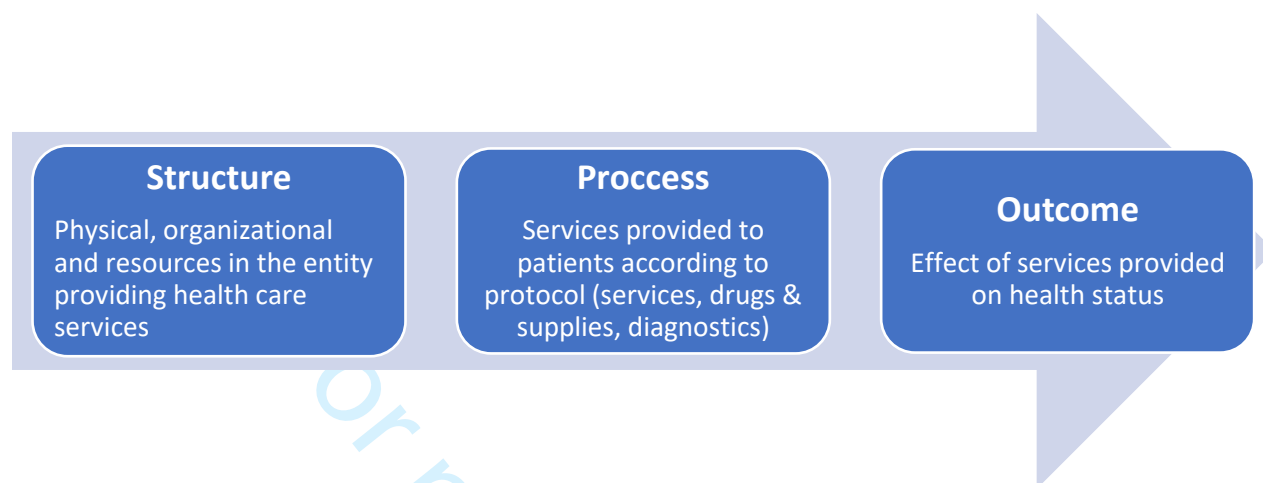 Structure
Physical, organizational
and resources in the entity
providing health care
services
Proccess
Services provided to
patients according to
protocol (services, drugs &
supplies, diagnostics)
Outcome
Effect of services provided
on health status
or